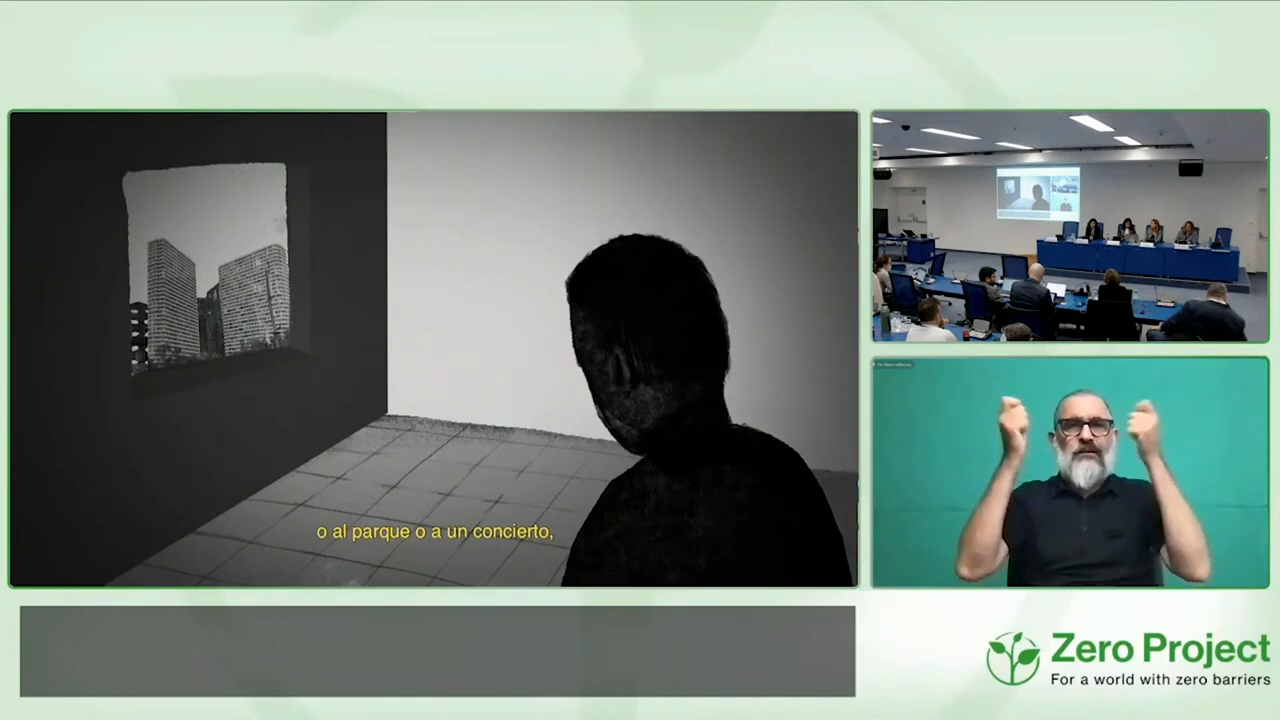 o al parque o a un concierto,
Zero Project
For a world with zero barriers